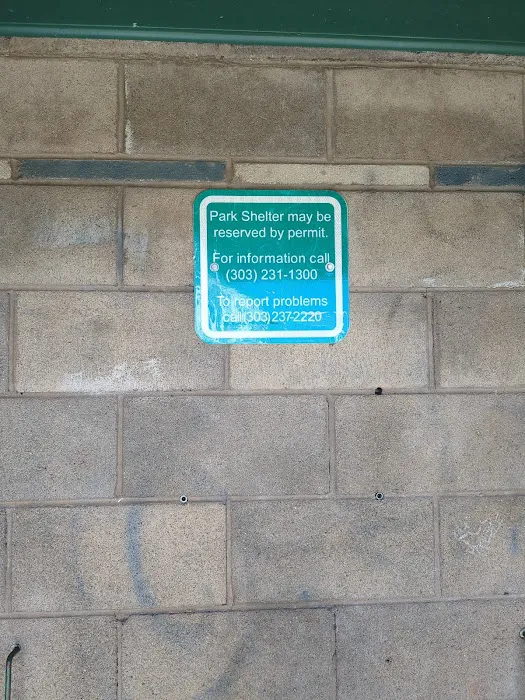 Park Shelter may be
reserved by permit.
For information call
(303) 231-1300
To report problems
call (303) 237-2220